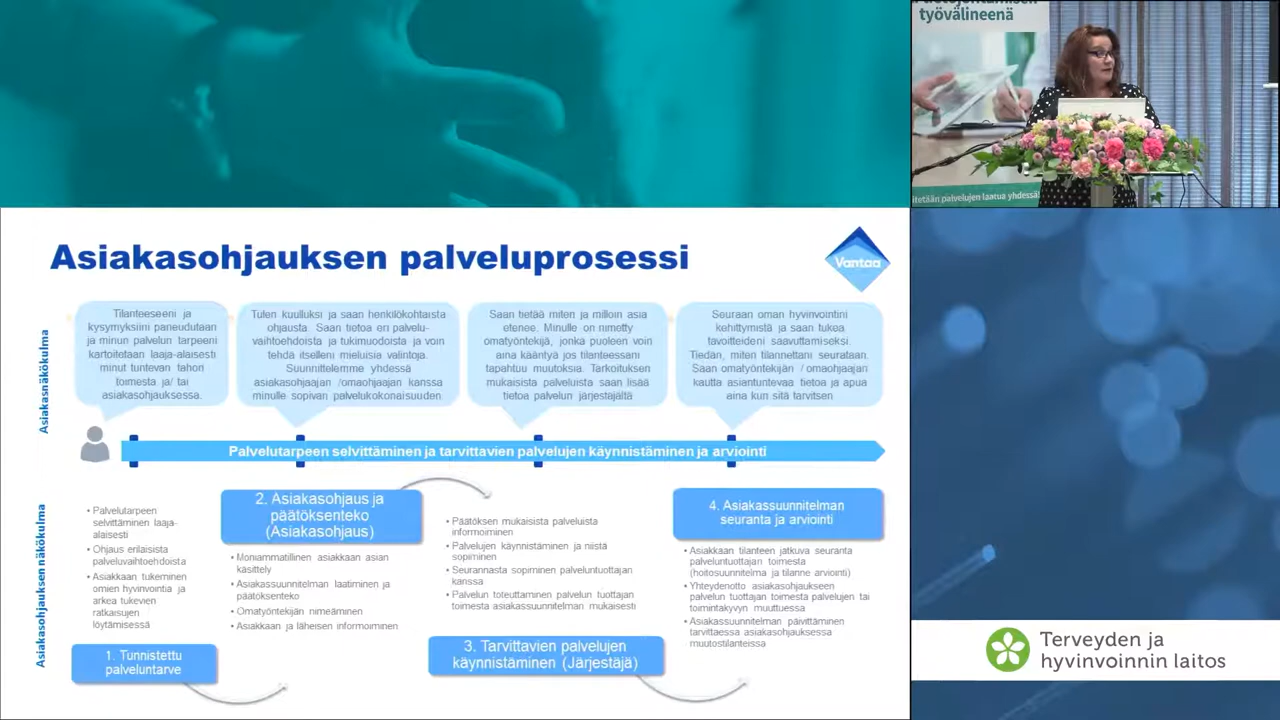 työvälineenä
itetään palvelujen laatua yhdessä
Asiakasohjauksen palveluprosessi
Vantaa
Asiakasnäkökulma
Tilanteeseeni ja
kysymyksiini paneudutaan
ja minun palvelun tarpeeni
kartoitetaan laaja-alaisesti
minut tuntevan tahon
toimesta ja/ tai
asiakasohjauksessa.
Tulen kuulluksi ja saan henkilökohtaista
ohjausta. Saan tietoa eri palvelu-
vaihtoehdoista ja tukimuodoista ja voin
tehdä itselleni mieluisia valintoja.
Suunnittelemme yhdessä
asiakasohjaajan /omaohjaajan kanssa
minulle sopivan palvelukokonaisuuden.
Saan tietää miten ja milloin asia
etenee. Minulle on nimetty
omatyöntekijä, jonka puoleen voin
aina kääntyä jos tilanteessani
tapahtuu muutoksia. Tarkoituksen
mukaisista palveluista saan lisää
tietoa palvelun järjestäjältä
Seuraan oman hyvinvointini
kehittymistä ja saan tukea
tavoitteideni saavuttamiseksi.
Tiedän, miten tilannettani seurataan.
Saan omatyöntekijän / omaohjaajan
kautta asiantuntevaa tietoa ja apua
aina kun sitä tarvitsen
Palvelutarpeen selvittäminen ja tarvittavien palvelujen käynnistäminen ja arviointi
Asiakasohjauksen näkökulma
• Palvelutarpeen
selvittäminen laaja-
alaisesti
• Ohjaus erilaisista
palveluvaihtoehdoista
• Asiakkaan tukeminen
omien hyvinvointia ja
arkea tukevien
ratkaisujen
löytämisessä
1. Tunnistettu
palveluntarve
2. Asiakasohjaus ja
päätöksenteko
(Asiakasohjaus)
• Moniammatillinen asiakkaan asian
käsittely
• Asiakassuunnitelman laatiminen ja
päätöksenteko
• Omatyöntekijän nimeäminen
• Asiakkaan ja läheisen informoiminen
• Päätöksen mukaisista palveluista
informoiminen
• Palvelujen käynnistäminen ja niistä
sopiminen
• Seurannasta sopiminen palveluntuottajan
kanssa
• Palvelun toteuttaminen palvelun tuottajan
toimesta asiakassuunnitelman mukaisesti
3. Tarvittavien palvelujen
käynnistäminen (Järjestäjä)
4. Asiakassuunnitelman
seuranta ja arviointi
• Asiakkaan tilanteen jatkuva seuranta
palveluntuottajan toimesta
(hoitosuunnitelma ja tilanne arviointi)
• Yhteydenotto asiakasohjaukseen
palvelun tuottajan toimesta palvelujen tai
toimintakyvyn muuttuessa
• Asiakassuunnitelman päivittäminen
tarvittaessa asiakasohjauksessa
muutostilanteissa
Terveyden ja
hyvinvoinnin laitos